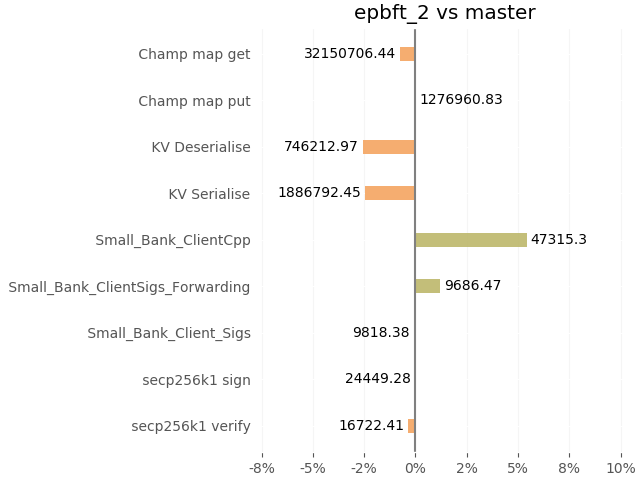 epbft_2 vs master
Champ map get 32150706.44
Champ map put 1276960.83
KV Deserialise 746212.97
KV Serialise 1886792.45
Small_Bank_ClientCpp 47315.3
Small_Bank_ClientSigs_Forwarding 9686.47
Small_Bank_Client_Sigs 9818.38
secp256k1 sign 24449.28
secp256k1 verify 16722.41
-8% -5% -2% 0% 2% 5% 8% 10%